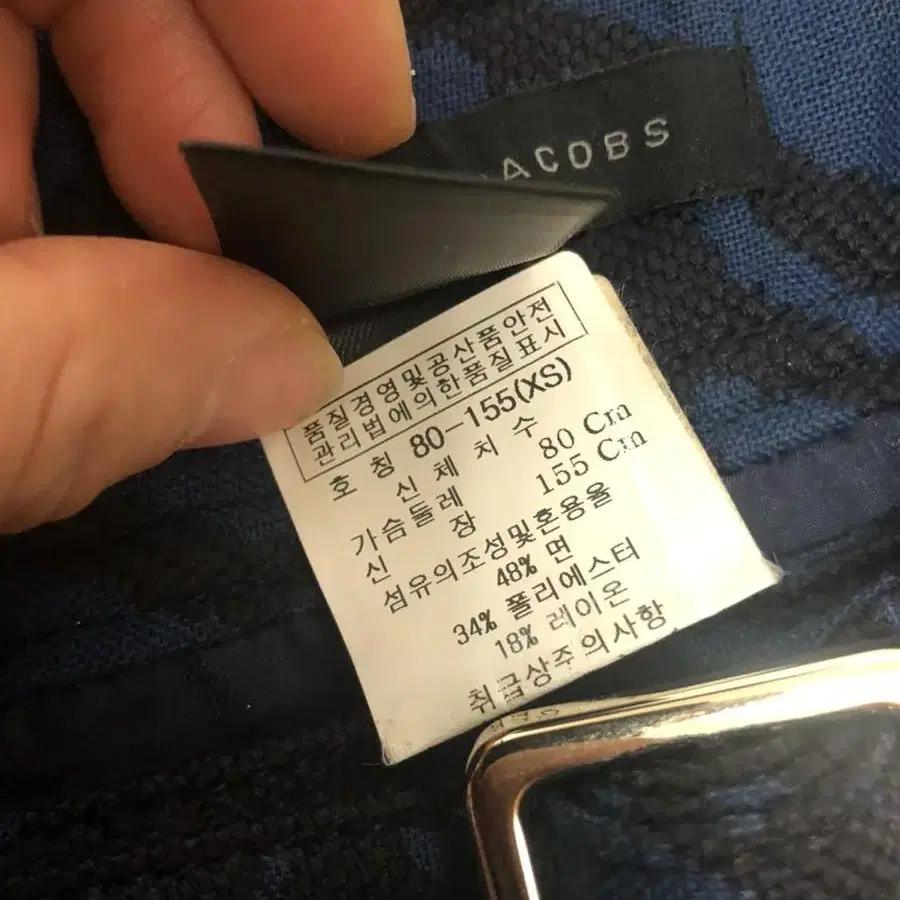 ACOBS
품질경영및공산품안전
관리법에의한품질표시
호 칭 80-155(XS)
신 체 치 수
가슴둘레 80 Cm
신 장 155 Cm
섬유의조성및혼용율
48% 면
34% 폴리에스터
18% 레이온
취급상주의사항